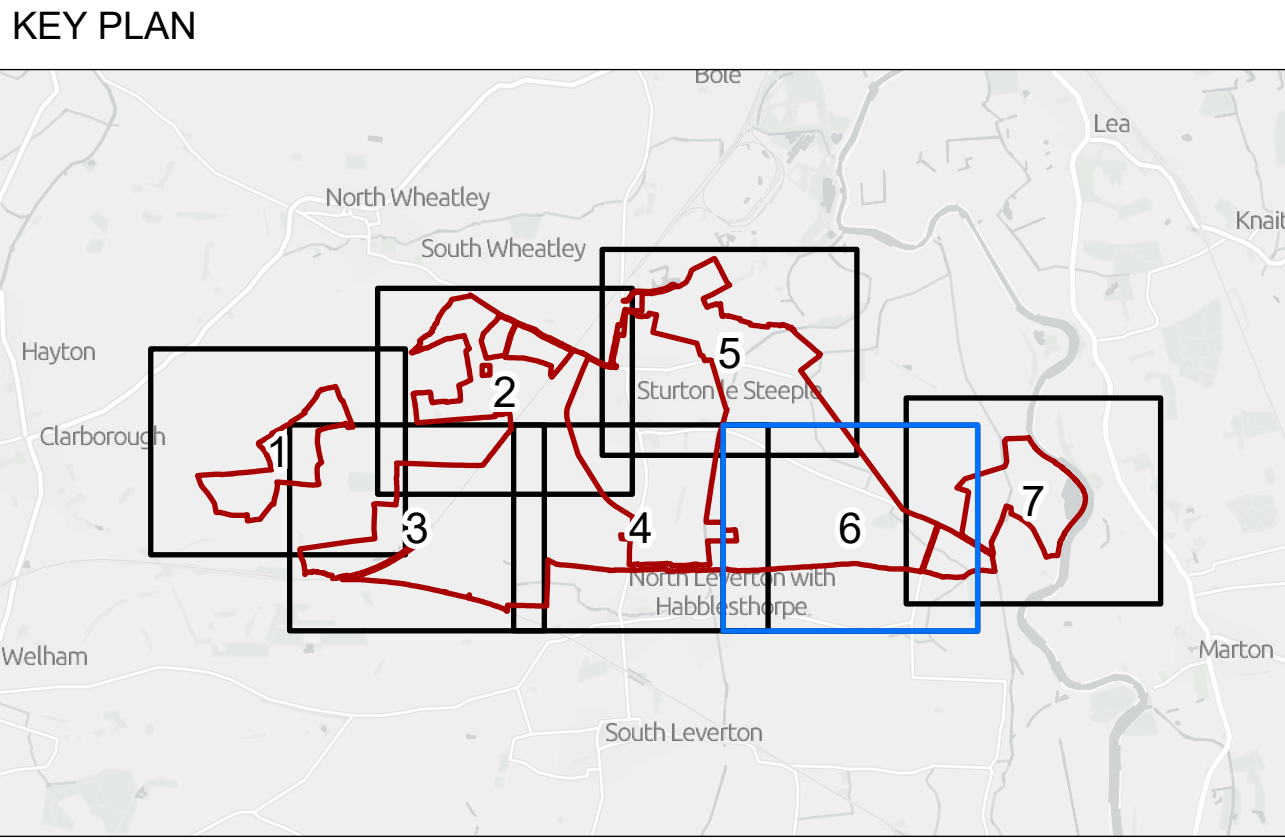 KEY PLAN
Bole
Lea
North Wheatley
Knait
South Wheatley
Hayton
5
2
Sturton le Steeple
Clarborough
1
7
3
4
6
North Leverton with
Habblesthorpe
Welham
Marton
South Leverton